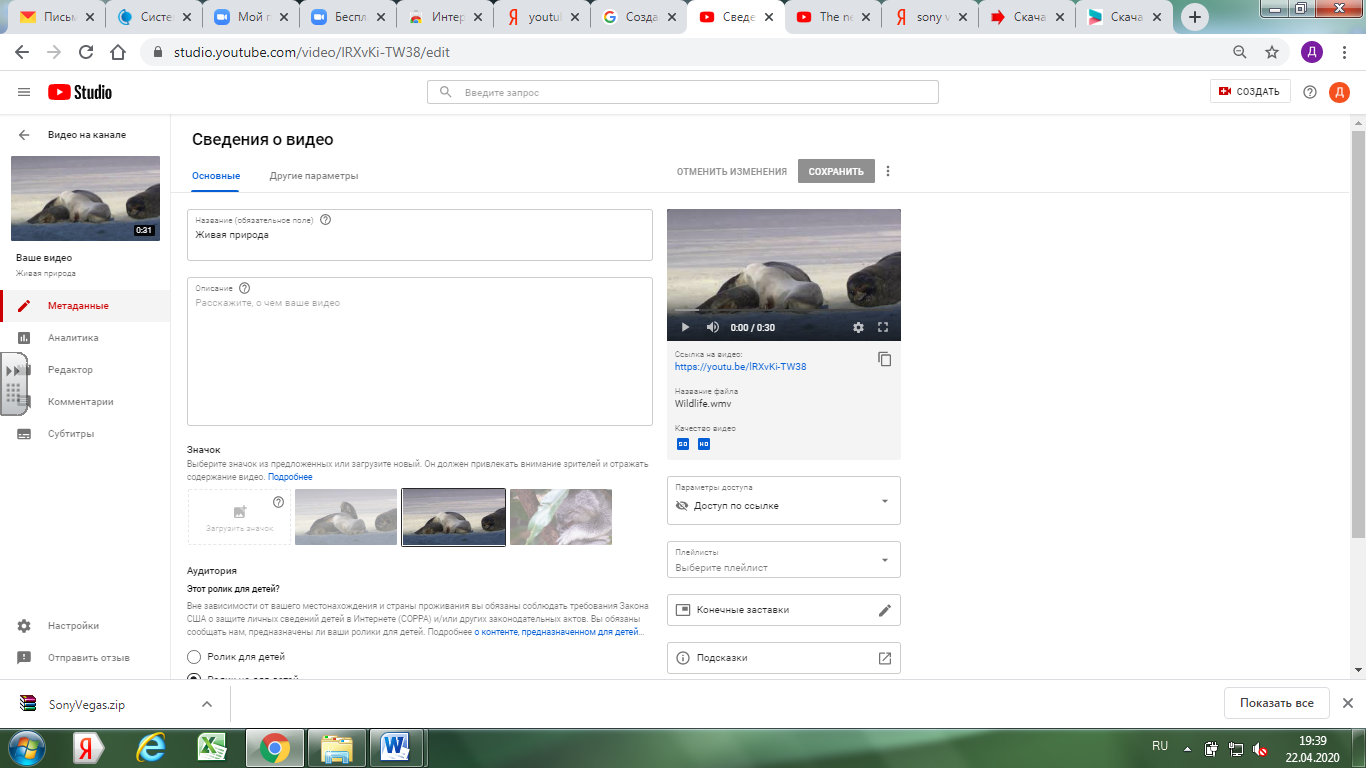 Письм
Систем
Мой п
Беспл
Интер
youtub
Созда
Сведе
The ne
sony v
Скача
Скача
studio.youtube.com/video/lRXvKi-TW38/edit
Д
Studio
Введите запрос
СОЗДАТЬ
Д
Видео на канале
0:31
Ваше видео
Живая природа
Метаданные
Аналитика
Редактор
Комментарии
Субтитры
Настройки
Отправить отзыв
Сведения о видео
Основные
Другие параметры
ОТМЕНИТЬ ИЗМЕНЕНИЯ
СОХРАНИТЬ
Название (обязательное поле)
Живая природа
Описание
Расскажите, о чем ваше видео
Значок
Выберите значок из предложенных или загрузите новый. Он должен привлекать внимание зрителей и отражать
содержание видео. Подробнее
Загрузить значок
Аудитория
Этот ролик для детей?
Вне зависимости от вашего местонахождения и страны проживания вы обязаны соблюдать требования Закона
США о защите личных сведений детей в Интернете (COPPA) и/или других законодательных актов. Вы обязаны
сообщать нам, предназначены ли ваши ролики для детей. Подробнее о контенте, предназначенном для детей...
Ролик для детей
Ролик не для детей
0:00 / 0:30
Ссылка на видео:
https://youtu.be/lRXvKi-TW38
Название файла
Wildlife.wmv
Качество видео
SD HD
Параметры доступа
Доступ по ссылке
Плейлисты
Выберите плейлист
Конечные заставки
Подсказки
SonyVegas.zip
Показать все
RU
19:39
22.04.2020